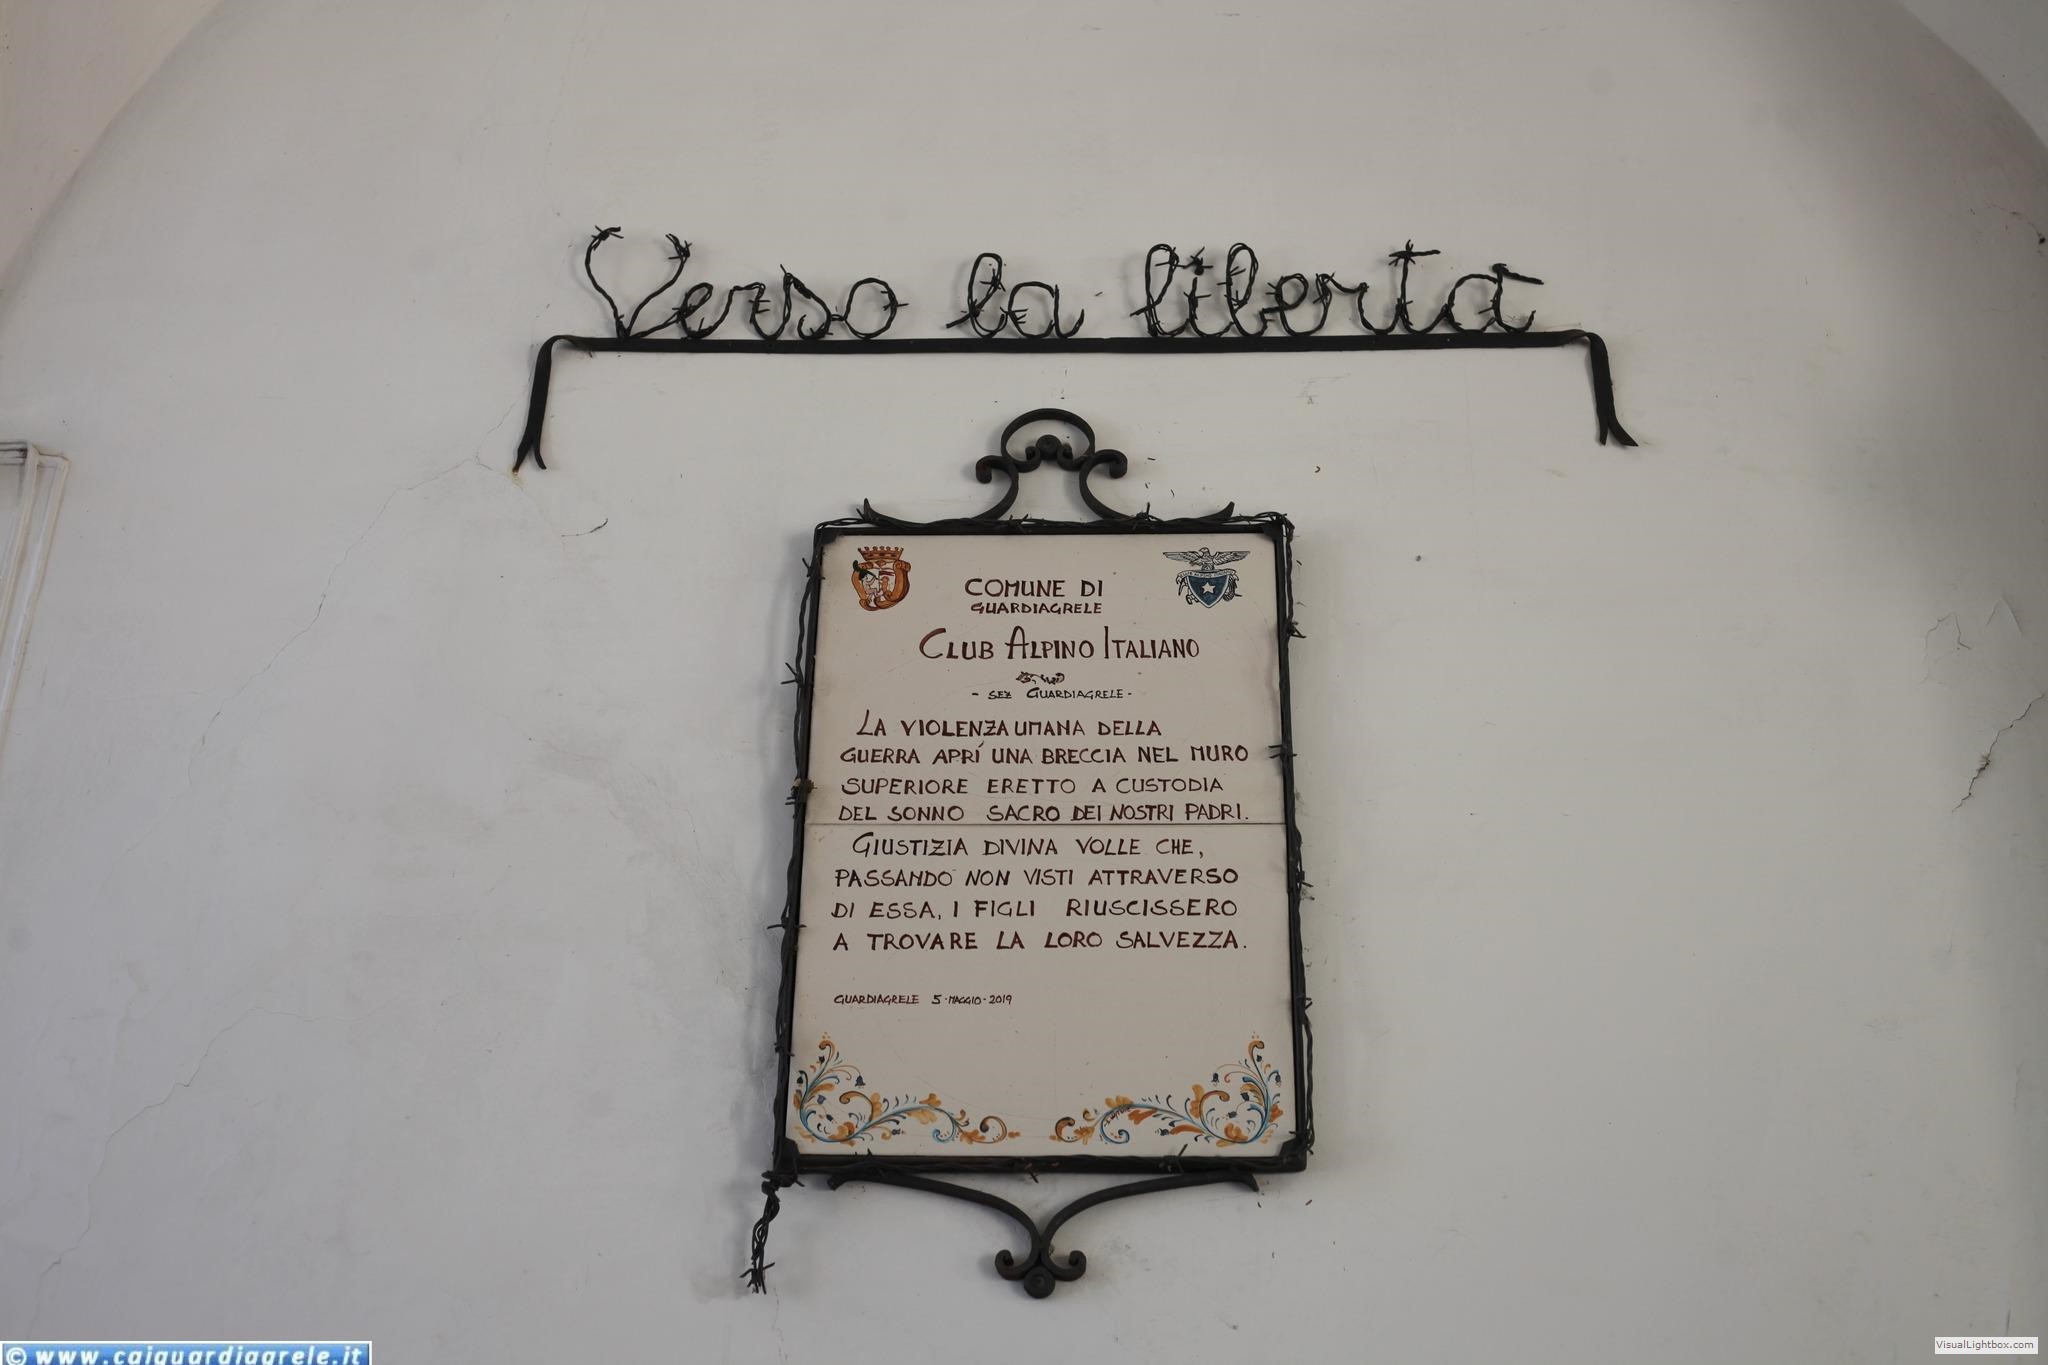 Verso la libertà
COMUNE DI
GUARDIAGRELE
CLUB ALPINO ITALIANO
- SEZ GUARDIAGRELE -
LA VIOLENZA UMANA DELLA
GUERRA APRÍ UNA BRECCIA NEL MURO
SUPERIORE ERETTO A CUSTODIA
DEL SONNO SACRO DEI NOSTRI PADRI.
GIUSTIZIA DIVINA VOLLE CHE,
PASSANDO NON VISTI ATTRAVERSO
DI ESSA, I FIGLI RIUSCISSERO
A TROVARE LA LORO SALVEZZA.
GUARDIAGRELE 5-MAGGIO-2019
© www.caiguardiagrele.it
VisualLightbox.com